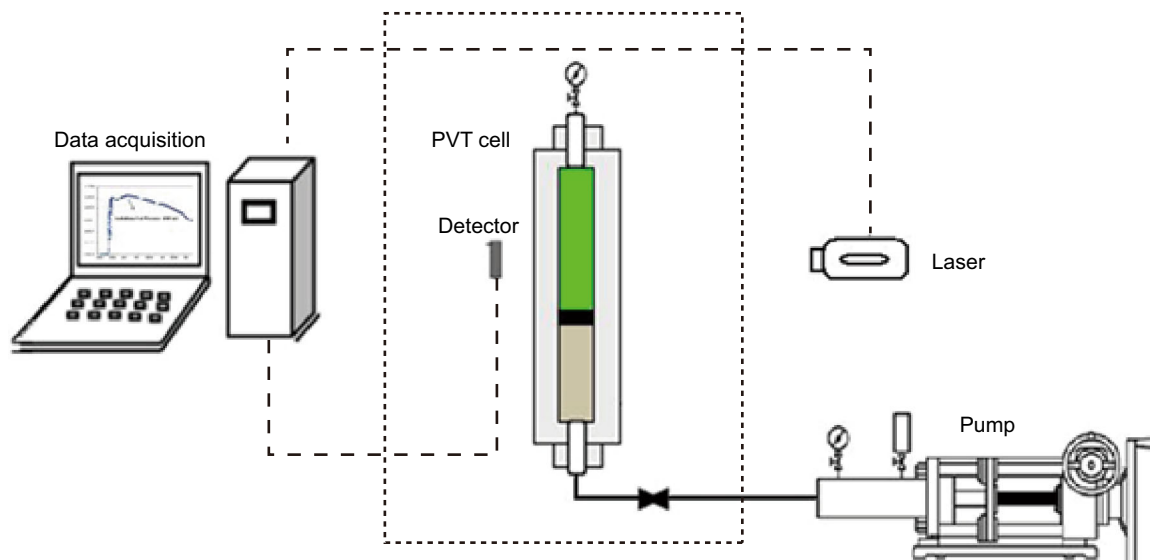 Data acquisition
PVT cell
Detector
Laser
Pump